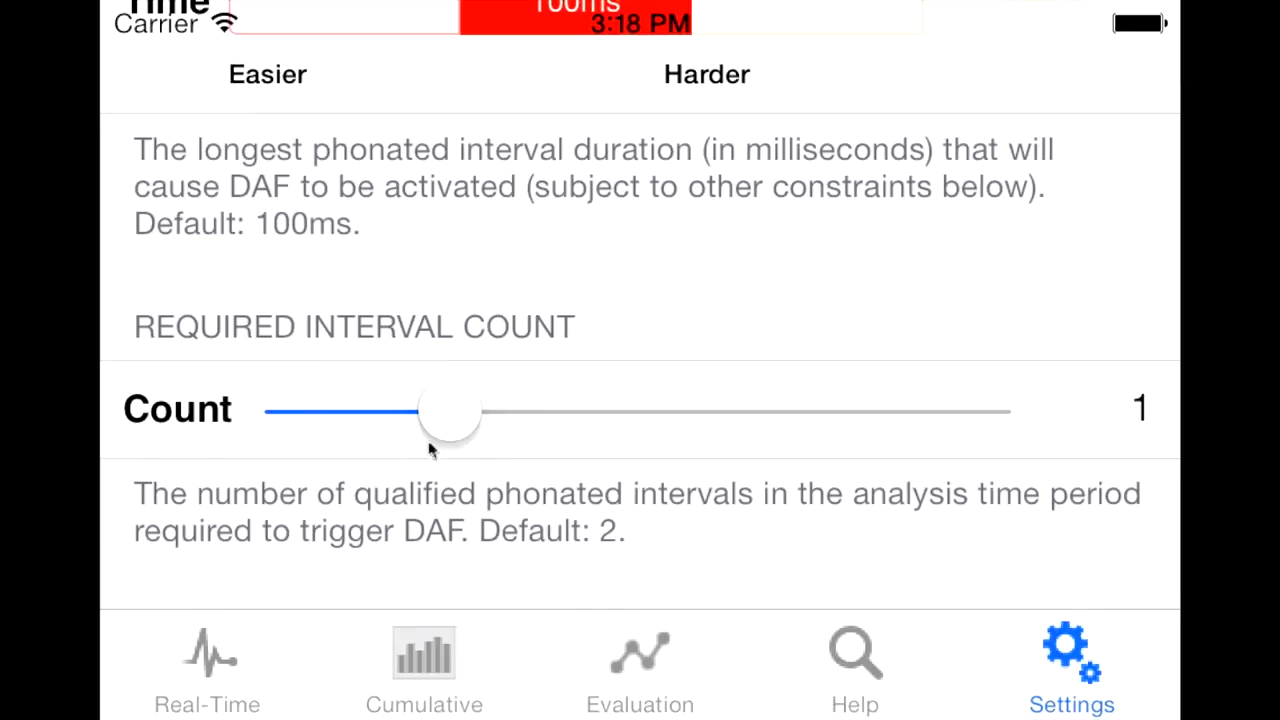 Time
100ms
Carrier
3:18 PM
Easier
Harder
The longest phonated interval duration (in milliseconds) that will
cause DAF to be activated (subject to other constraints below).
Default: 100ms.
REQUIRED INTERVAL COUNT
Count
1
The number of qualified phonated intervals in the analysis time period
required to trigger DAF. Default: 2.
Real-Time
Cumulative
Evaluation
Help
Settings